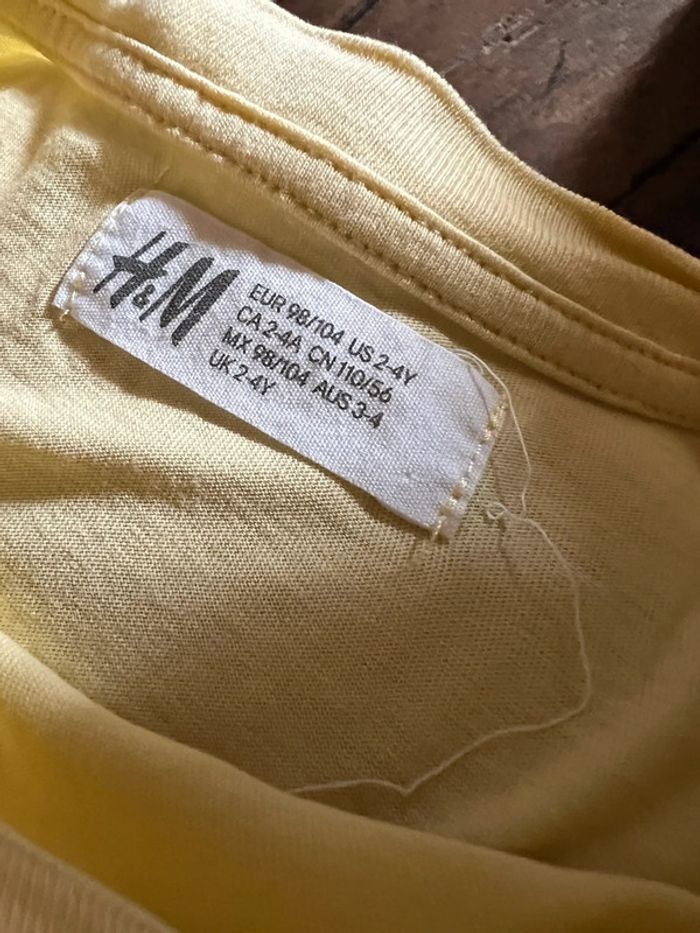 H&M
EUR 98/104 US 2-4Y
CA 2-4A CN 110/56
MX 98/104 AUS 3-4
UK 2-4Y